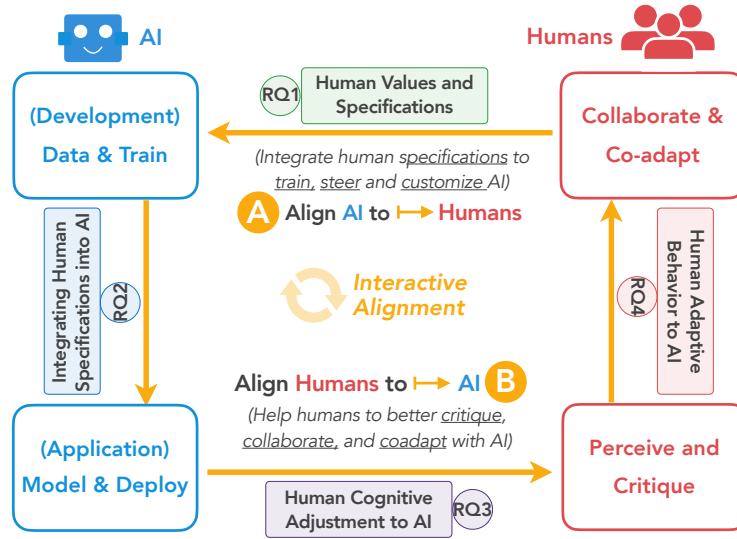 AI
Humans
RQ1
Human Values and
Specifications
(Development)
Data & Train
Collaborate &
Co-adapt
(Integrate human specifications to
train, steer and customize AI)
A Align AI to Humans
Integrating Human
Specifications into AI
RQ2
Interactive
Alignment
RQ4
Human Adaptive
Behavior to AI
Align Humans to AI B
(Help humans to better critique,
collaborate, and coadapt with AI)
(Application)
Model & Deploy
Perceive and
Critique
Human Cognitive
Adjustment to AI
RQ3